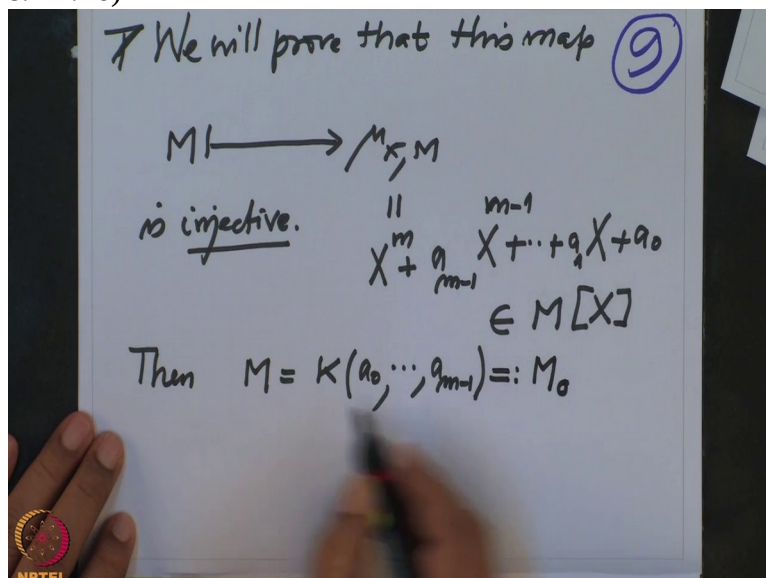 We will prove that this map 9
M ↦ μx, M
is injective.
||
X^m + a_{m-1} X^{m-1} + ... + a_1 X + a_0
∈ M[X]
Then M = K(a_0, ..., a_{m-1}) =: M_0
NPTEL